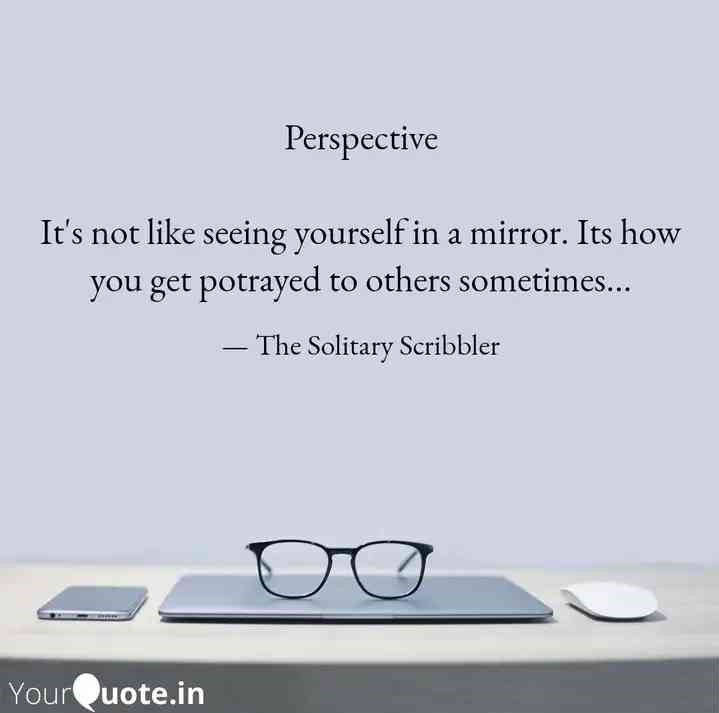 Perspective
It's not like seeing yourself in a mirror. Its how
you get potrayed to others sometimes...
— The Solitary Scribbler
YourQuote.in